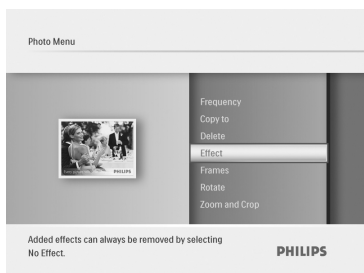 Photo Menu
Frequency
Copy to
Delete
Effect
Frames
Rotate
Zoom and Crop
PHILIPS
Added effects can always be removed by selecting
No Effect.
PHILIPS